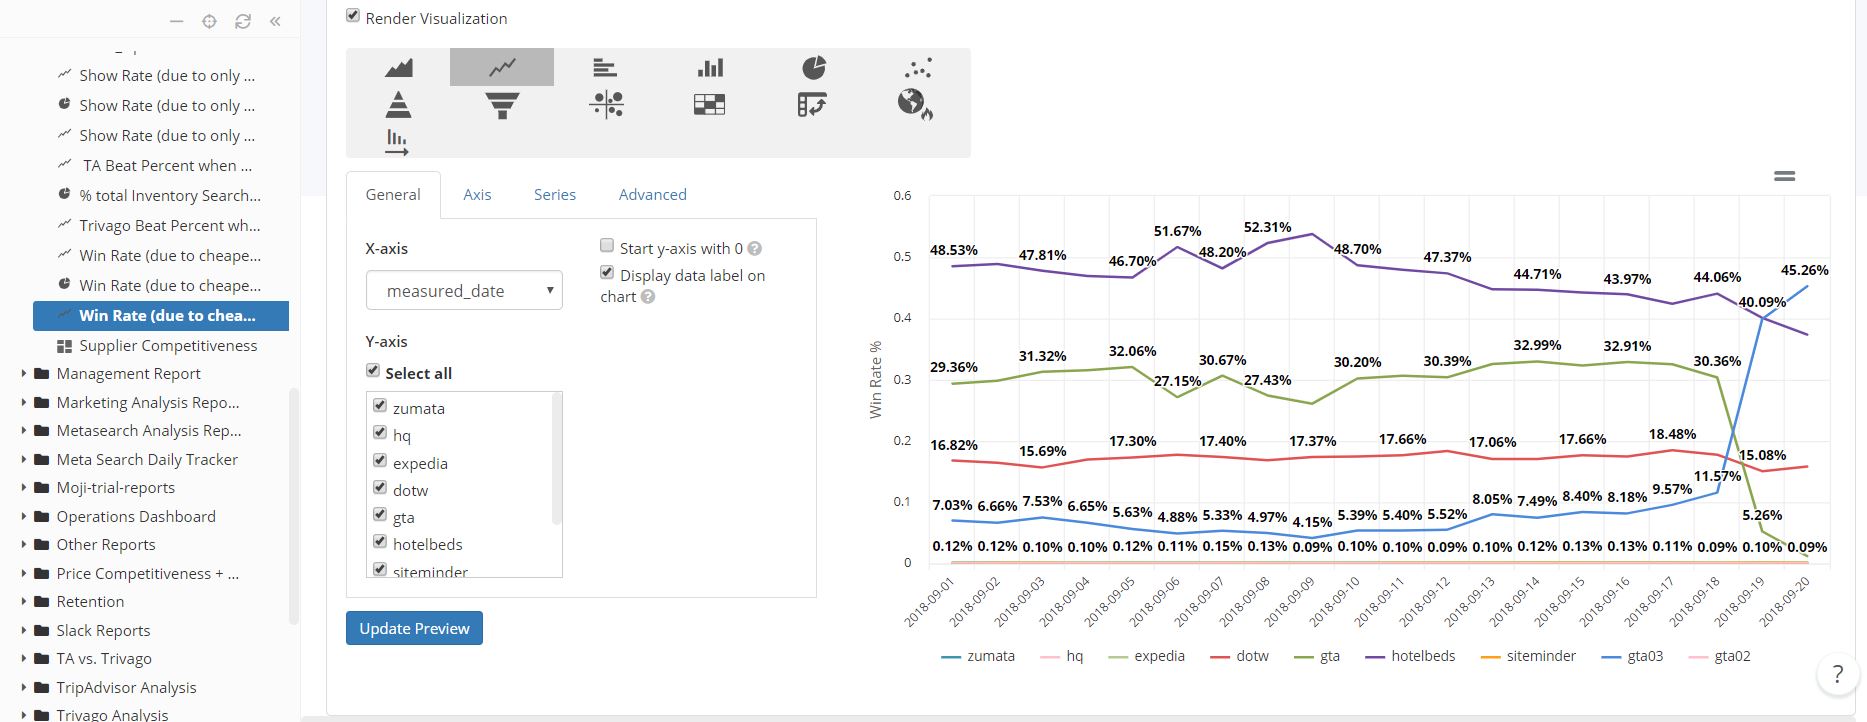 Show Rate (due to only ...
Show Rate (due to only ...
Show Rate (due to only ...
TA Beat Percent when ...
% total Inventory Search...
Trivago Beat Percent wh...
Win Rate (due to cheape...
Win Rate (due to cheape...
Win Rate (due to chea...
Supplier Competitiveness
Management Report
Marketing Analysis Repo...
Metasearch Analysis Rep...
Meta Search Daily Tracker
Moji-trial-reports
Operations Dashboard
Other Reports
Price Competitiveness + ...
Retention
Slack Reports
TA vs. Trivago
TripAdvisor Analysis
Trivago Analysis
Render Visualization
General Axis Series Advanced
X-axis
measured_date
Start y-axis with 0 ?
Display data label on
chart ?
Y-axis
Select all
zumata
hq
expedia
dotw
gta
hotelbeds
siteminder
Update Preview
Win Rate %
0.6
0.5
0.4
0.3
0.2
0.1
0
48.53% 47.81% 46.70% 51.67% 48.20% 52.31% 48.70% 47.37% 44.71% 43.97% 44.06% 40.09% 45.26%
29.36% 31.32% 32.06% 27.15% 30.67% 27.43% 30.20% 30.39% 32.99% 32.91% 30.36%
16.82% 15.69% 17.30% 17.40% 17.37% 17.66% 17.06% 17.66% 18.48% 15.08%
7.03% 6.66% 7.53% 6.65% 5.63% 4.88% 5.33% 4.97% 4.15% 5.39% 5.40% 5.52% 8.05% 7.49% 8.40% 8.18% 9.57% 11.57% 5.26%
0.12% 0.12% 0.10% 0.10% 0.12% 0.11% 0.15% 0.13% 0.09% 0.10% 0.10% 0.09% 0.10% 0.12% 0.13% 0.13% 0.11% 0.09% 0.10% 0.09%
2018-09-01 2018-09-02 2018-09-03 2018-09-04 2018-09-05 2018-09-06 2018-09-07 2018-09-08 2018-09-09 2018-09-10 2018-09-11 2018-09-12 2018-09-13 2018-09-14 2018-09-15 2018-09-16 2018-09-17 2018-09-18 2018-09-19 2018-09-20
zumata hq expedia dotw gta hotelbeds siteminder gta03 gta02
?